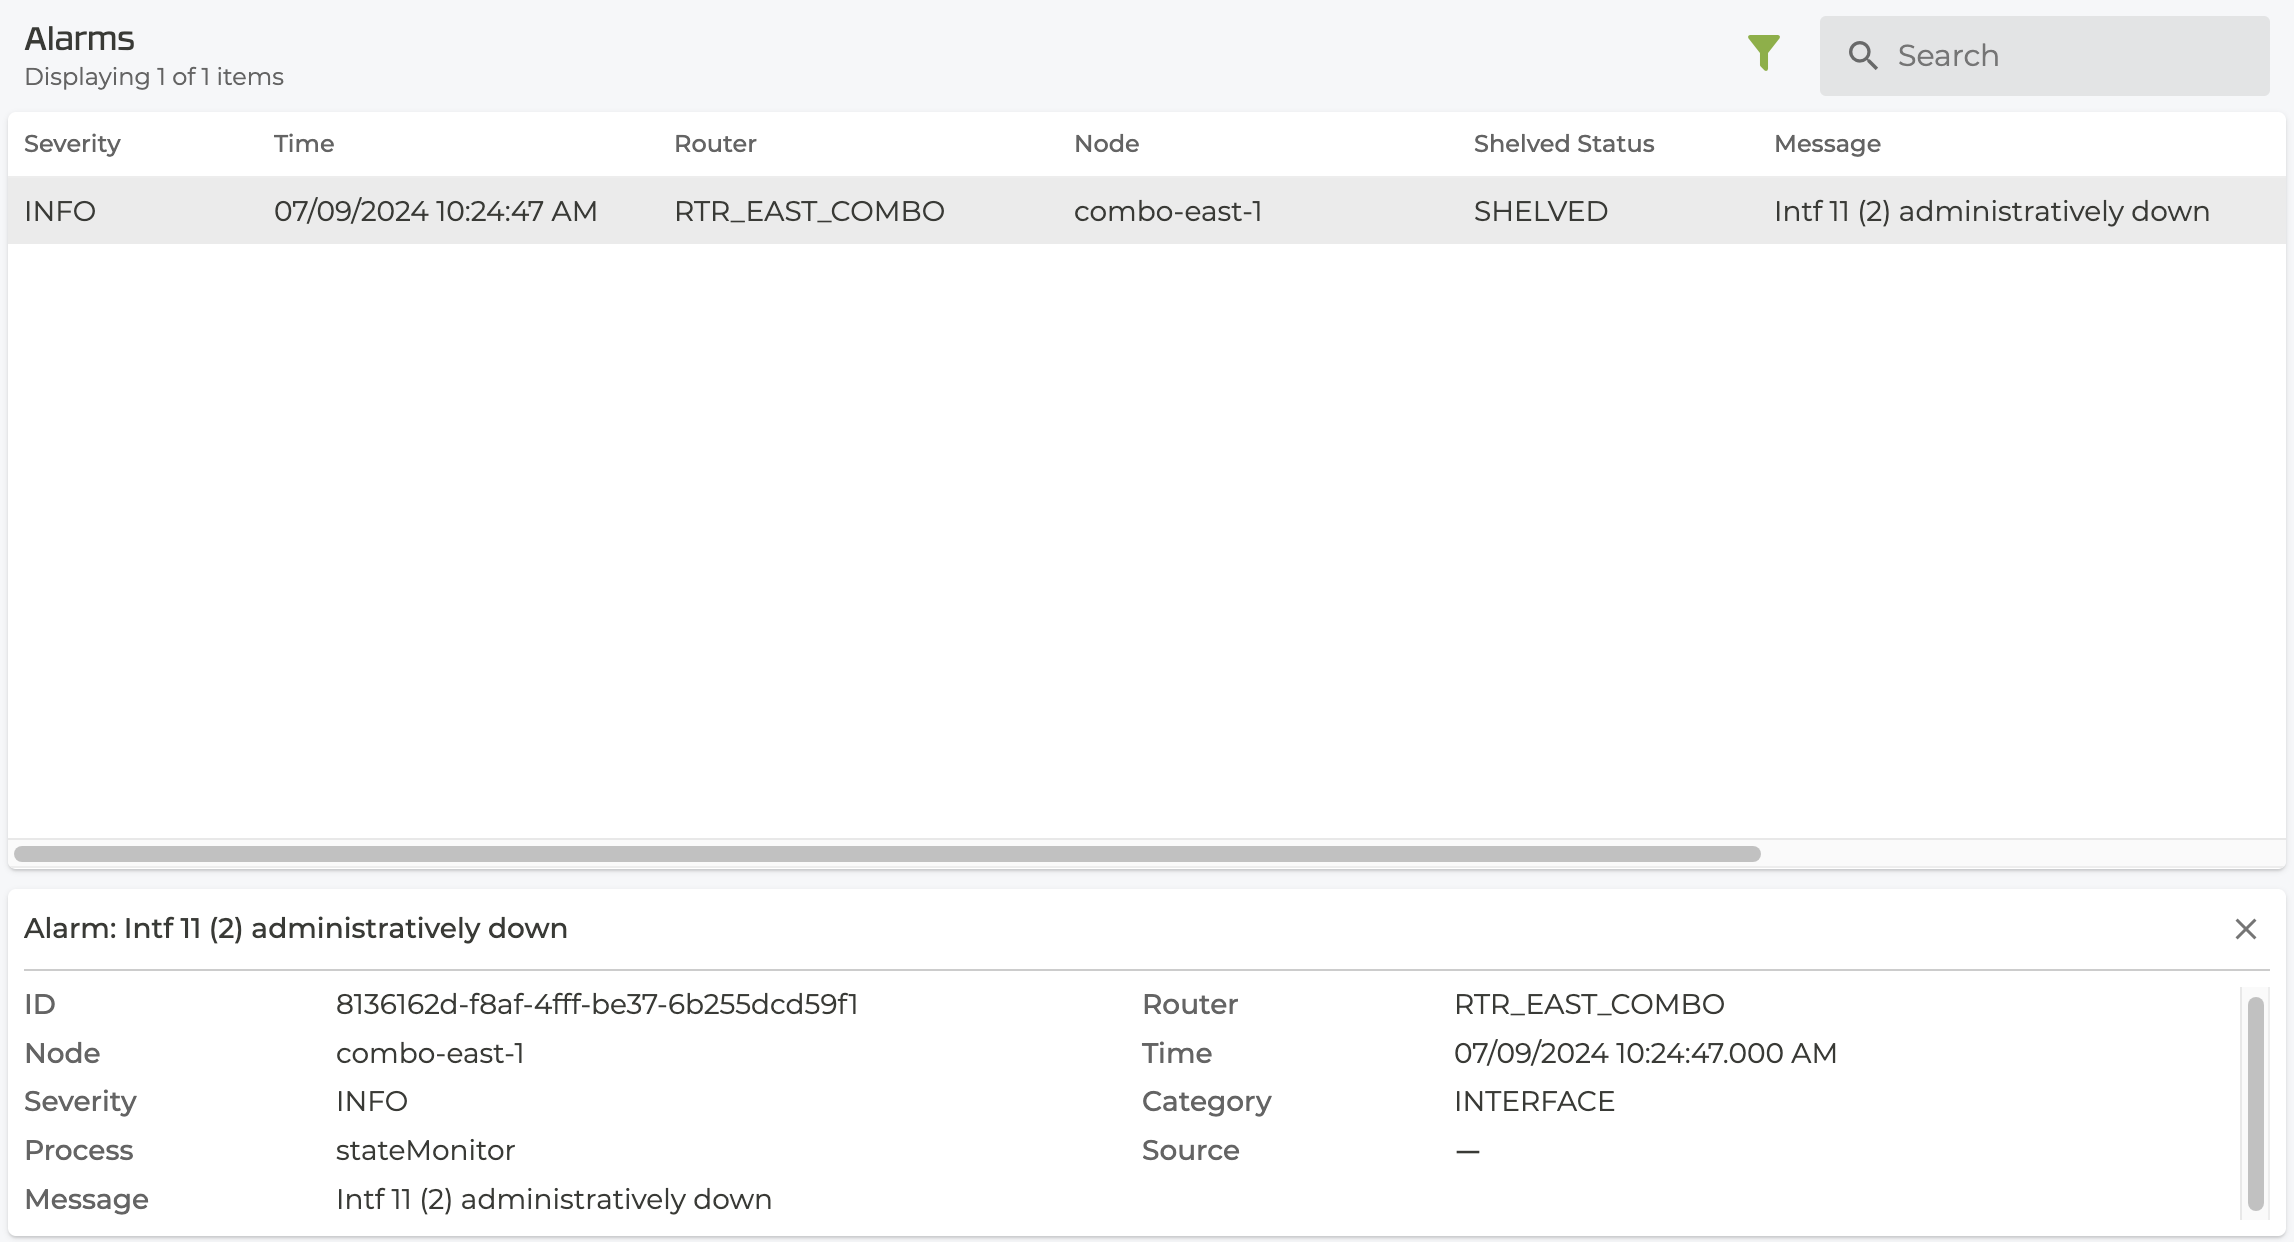 Alarms
Displaying 1 of 1 items
Search
Severity Time Router Node Shelved Status Message
INFO 07/09/2024 10:24:47 AM RTR_EAST_COMBO combo-east-1 SHELVED Intf 11 (2) administratively down
Alarm: Intf 11 (2) administratively down
ID 8136162d-f8af-4fff-be37-6b255dcd59f1 Router RTR_EAST_COMBO
Node combo-east-1 Time 07/09/2024 10:24:47.000 AM
Severity INFO Category INTERFACE
Process stateMonitor Source —
Message Intf 11 (2) administratively down